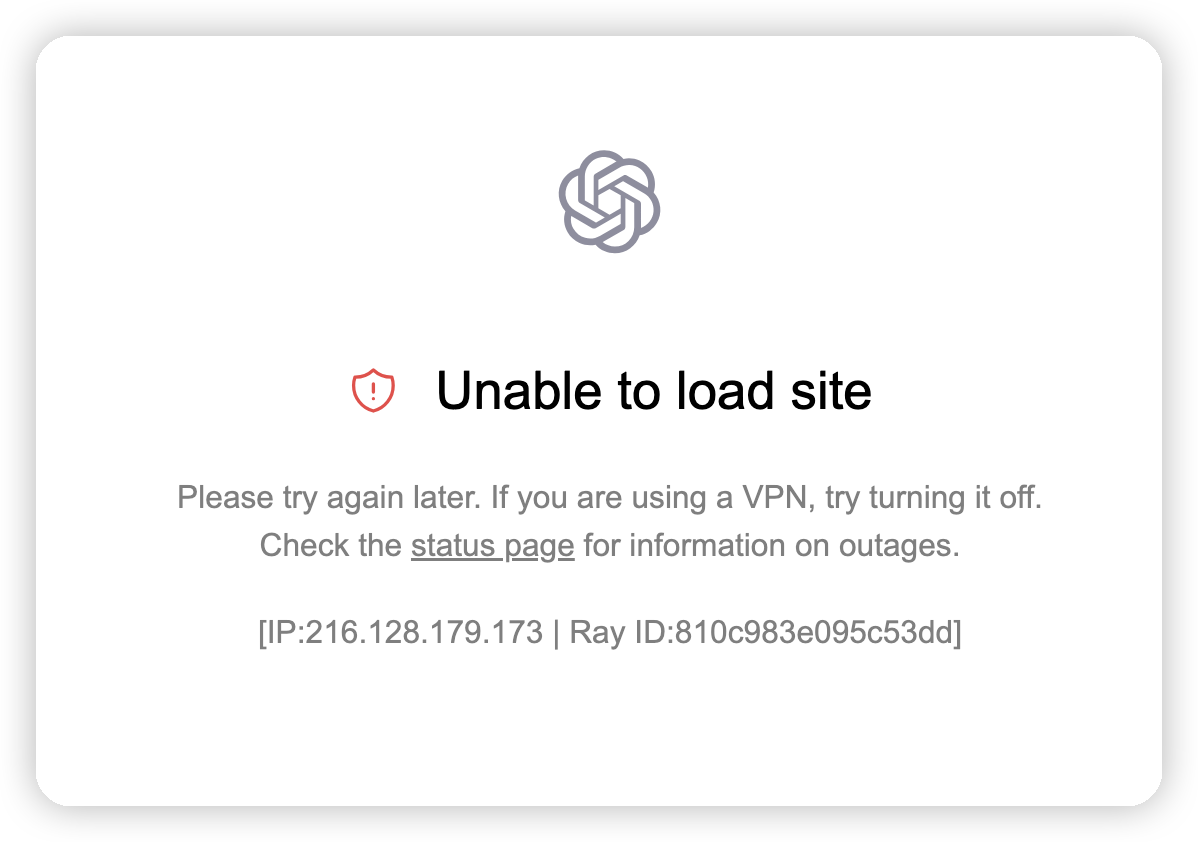 Unable to load site
Please try again later. If you are using a VPN, try turning it off.
Check the status page for information on outages.
[IP:216.128.179.173 | Ray ID:810c983e095c53dd]